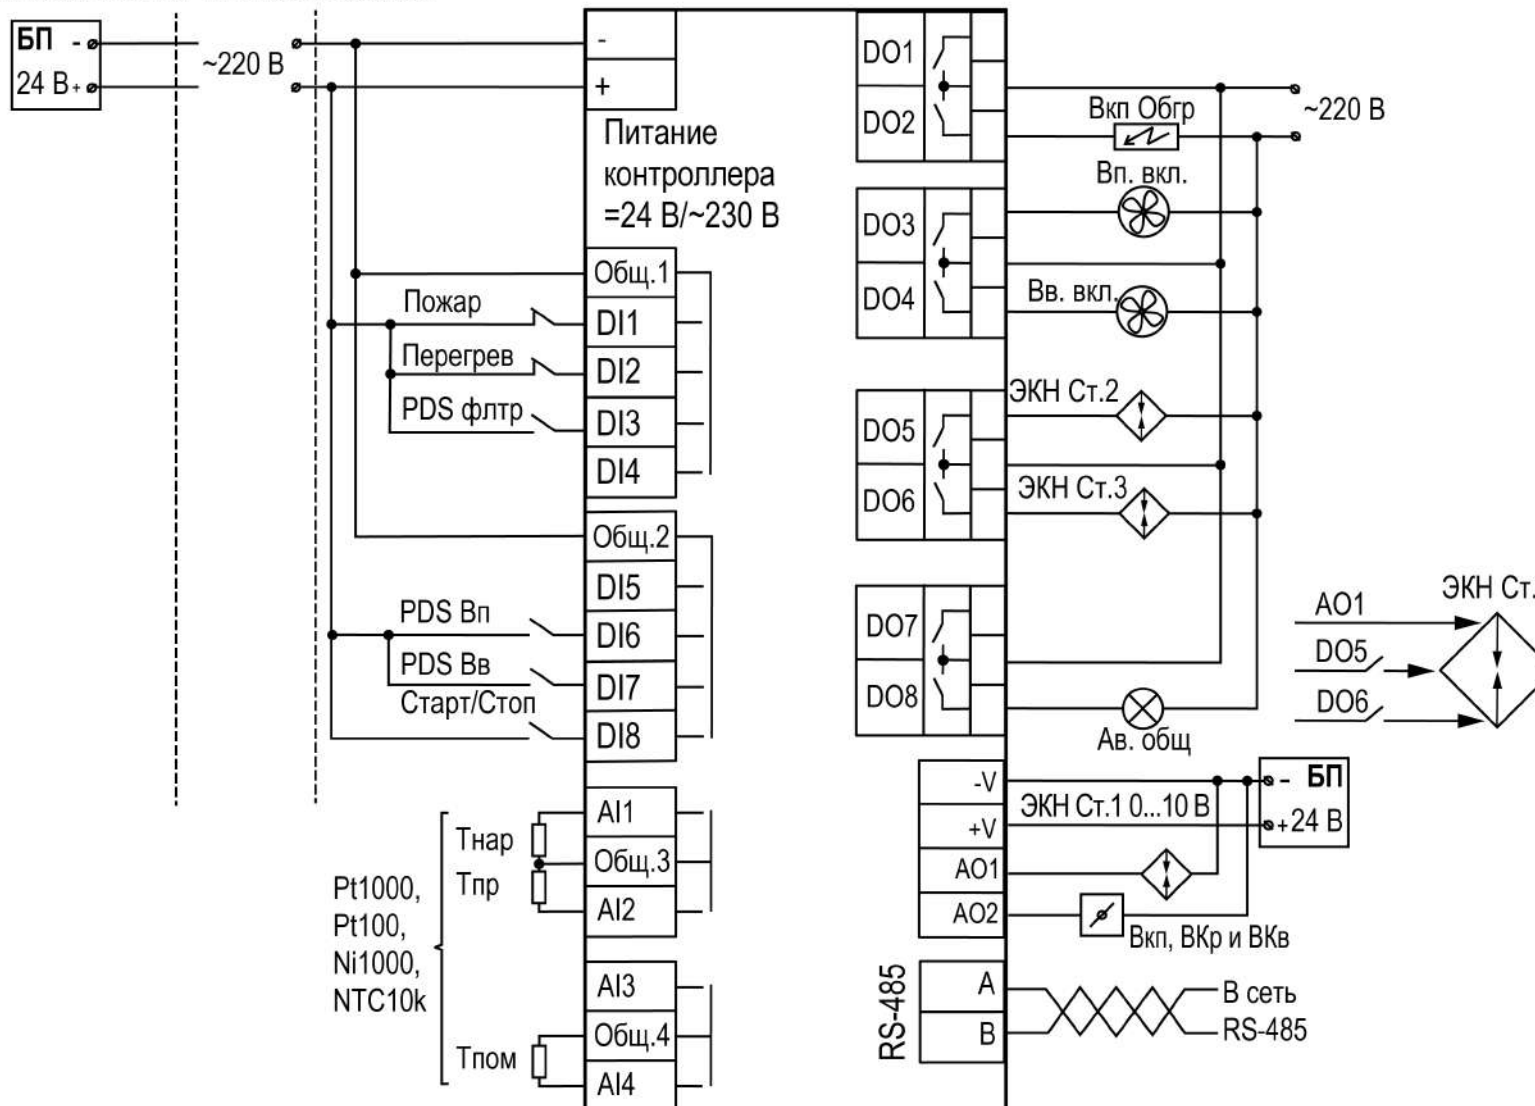 БП -
24 В +
~220 В
-
+
Питание
контроллера
=24 В/~230 В
Общ.1
Пожар
DI1
Перегрев
DI2
PDS флтр
DI3
DI4
Общ.2
DI5
PDS Вп
DI6
PDS Вв
DI7
Старт/Стоп
DI8
AI1
Тнар
Общ.3
Тпр
AI2
Pt1000,
Pt100,
Ni1000,
NTC10k
AI3
Общ.4
Тпом
AI4
DO1
DO2
Вкп Обгр
~220 В
Вп. вкл.
DO3
DO4
Вв. вкл.
ЭКН Ст.2
DO5
DO6
ЭКН Ст.3
DO7
DO8
Ав. общ
AO1
ЭКН Ст.
DO5
DO6
-V
- БП
+V
ЭКН Ст.1 0...10 В
+ 24 В
AO1
AO2
Вкп, ВКр и ВКв
RS-485
A
B
В сеть
RS-485